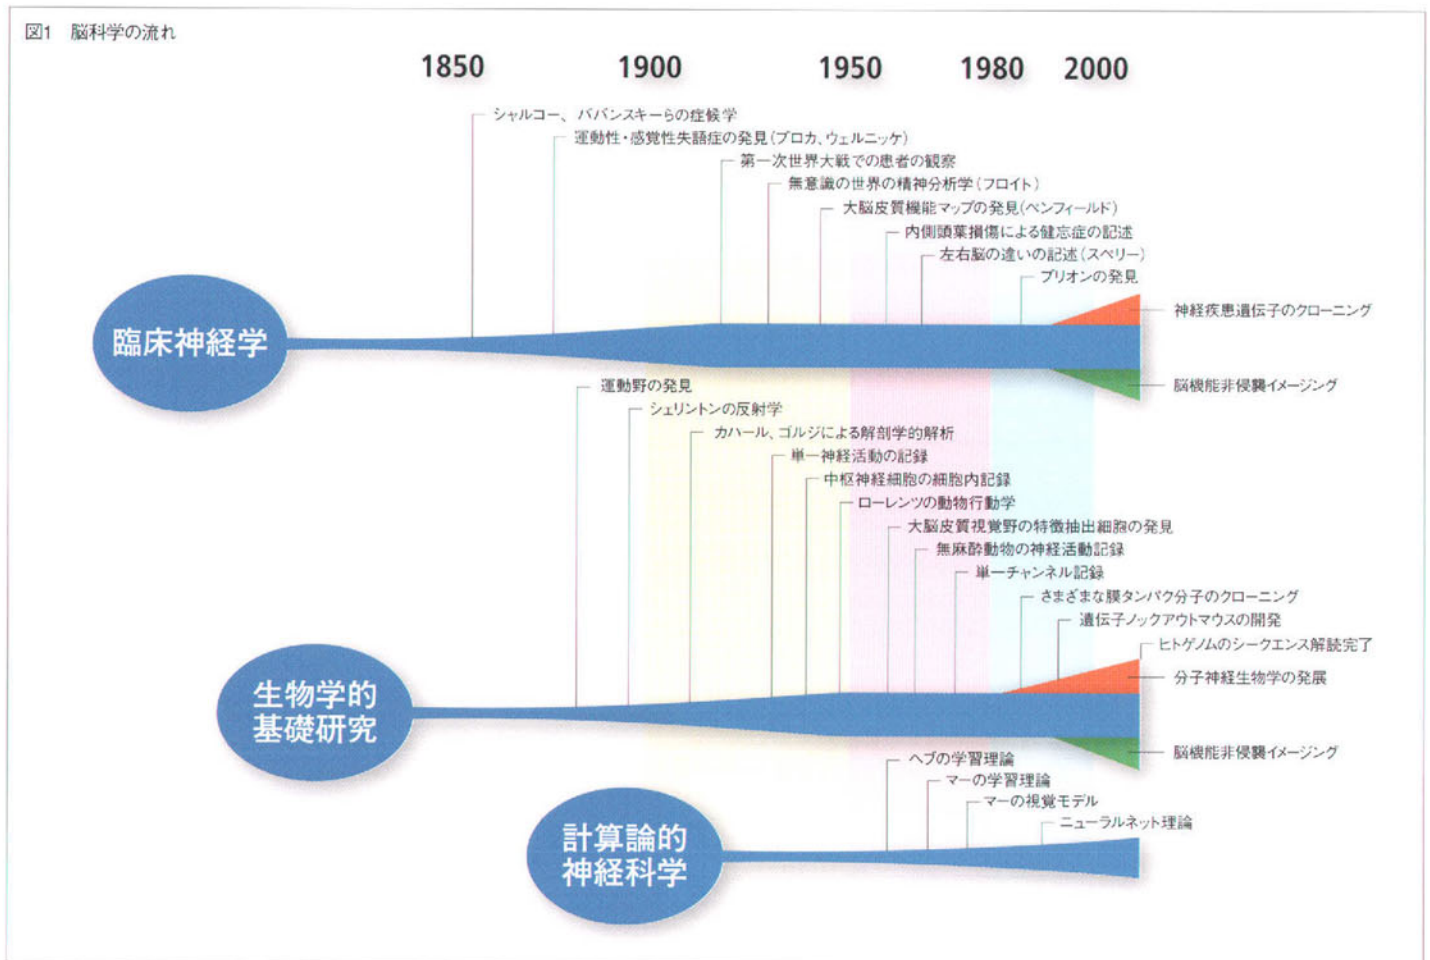 図1 脳科学の流れ
1850 1900 1950 1980 2000
シャルコー、ババンスキーらの症候学
運動性・感覚性失語症の発見(ブロカ、ウェルニッケ)
第一次世界大戦での患者の観察
無意識の世界の精神分析学(フロイト)
大脳皮質機能マップの発見(ペンフィールド)
内側頭葉損傷による健忘症の記述
左右脳の違いの記述(スペリー)
プリオンの発見
神経疾患遺伝子のクローニング
臨床神経学
脳機能非侵襲イメージング
運動野の発見
シェリントンの反射学
カハール、ゴルジによる解剖学的解析
単一神経活動の記録
中枢神経細胞の細胞内記録
ローレンツの動物行動学
大脳皮質視覚野の特徴抽出細胞の発見
無麻酔動物の神経活動記録
単一チャンネル記録
さまざまな膜タンパク分子のクローニング
遺伝子ノックアウトマウスの開発
ヒトゲノムのシークエンス解読完了
分子神経生物学の発展
生物学的
基礎研究
脳機能非侵襲イメージング
ヘブの学習理論
マーの学習理論
マーの視覚モデル
ニューラルネット理論
計算論的
神経科学